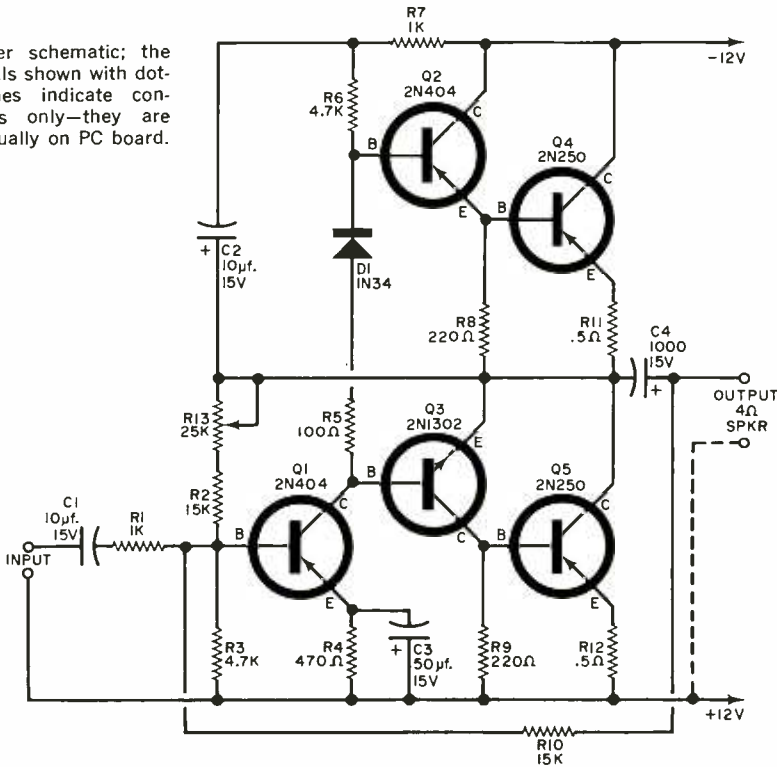 er schematic; the
ls shown with dot-
nes indicate con-
s only—they are
ually on PC board.
R7
1K
-12V
R6
4.7K
Q2
2N404
B
C
E
Q4
2N250
B
C
E
+ C2
10µf.
15V
D1
1N34
R8
220Ω
R11
.5Ω
C4
1000
15V
+
OUTPUT
4Ω
SPKR
R13
25K
R5
100Ω
Q3
2N1302
B
E
C
R2
15K
Q1
2N404
B
C
E
Q5
2N250
B
C
E
C1
10µf.
15V
R1
1K
INPUT
R3
4.7K
R4
470Ω
+ C3
50µf.
15V
R9
220Ω
R12
.5Ω
+12V
R10
15K